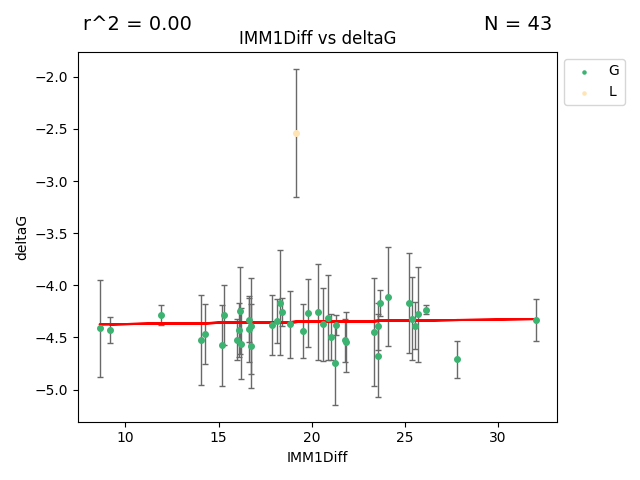 r^2 = 0.00
N = 43
IMM1Diff vs deltaG
G
L
−2.0
−2.5
−3.0
−3.5
−4.0
−4.5
−5.0
deltaG
10 15 20 25 30
IMM1Diff